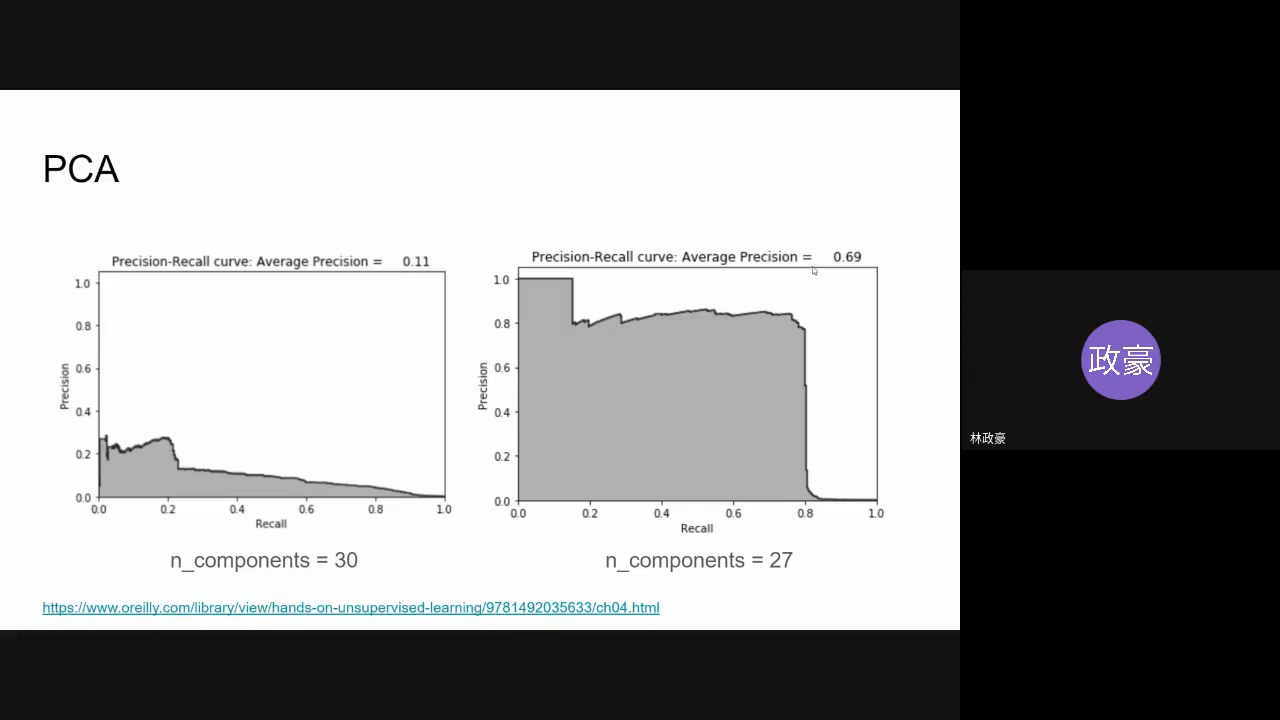 PCA
Precision-Recall curve: Average Precision = 0.11
1.0
0.8
0.6
0.4
0.2
0.0
Precision
0.0 0.2 0.4 0.6 0.8 1.0
Recall
n_components = 30
Precision-Recall curve: Average Precision = 0.69
1.0
0.8
0.6
0.4
0.2
0.0
Precision
0.0 0.2 0.4 0.6 0.8 1.0
Recall
n_components = 27
https://www.oreilly.com/library/view/hands-on-unsupervised-learning/9781492035633/ch04.html
政豪
林政豪